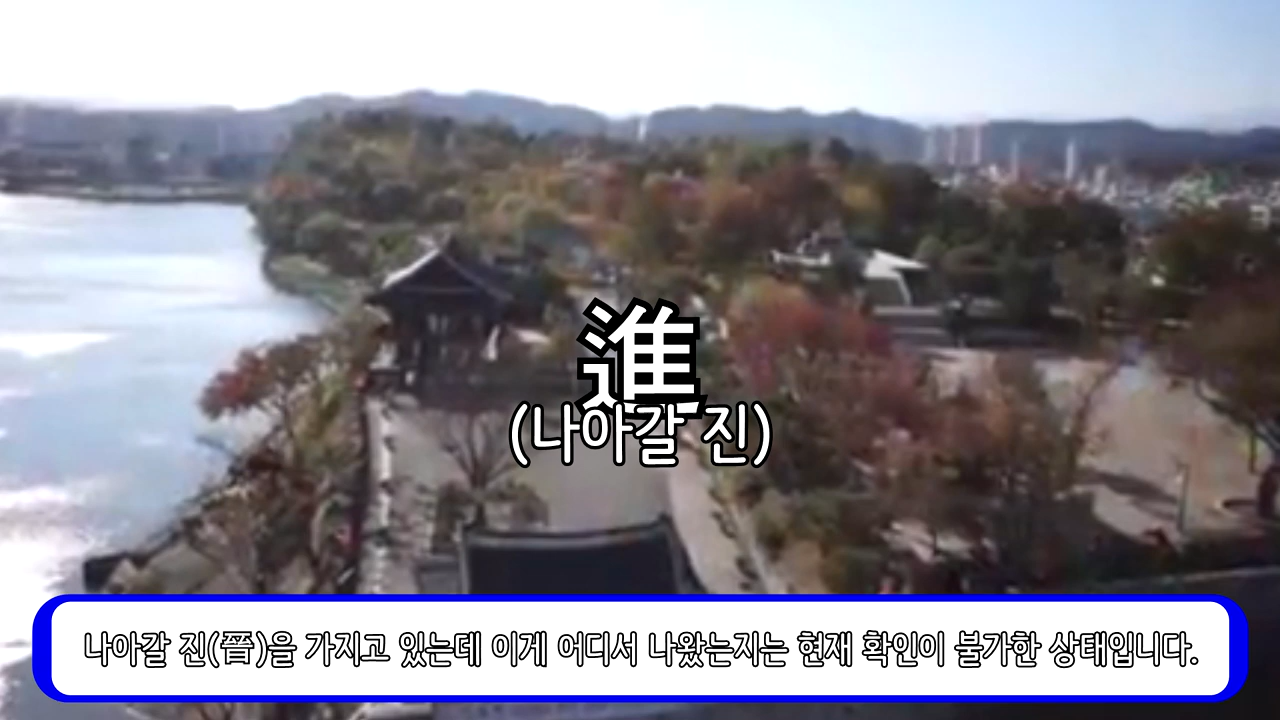 進
(나아갈 진)
나아갈 진(晉)을 가지고 있는데 이게 어디서 나왔는지는 현재 확인이 불가한 상태입니다.